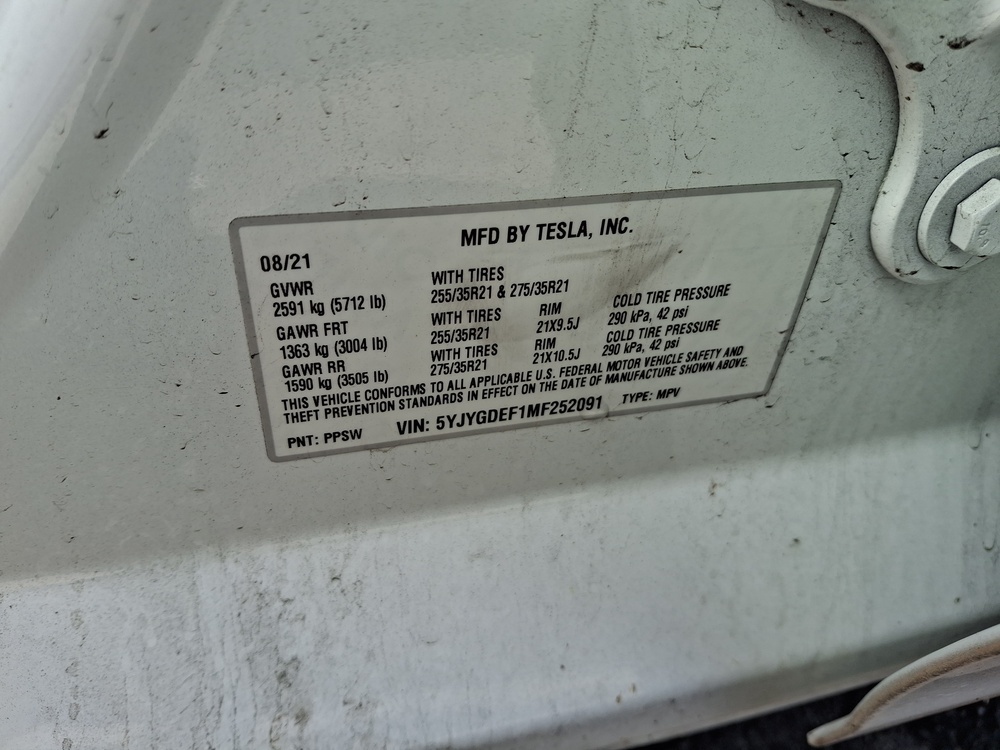 MFD BY TESLA, INC.
08/21
GVWR WITH TIRES
2591 kg (5712 lb) 255/35R21 & 275/35R21
GAWR FRT WITH TIRES RIM COLD TIRE PRESSURE
1363 kg (3004 lb) 255/35R21 21X9.5J 290 kPa, 42 psi
GAWR RR WITH TIRES RIM COLD TIRE PRESSURE
1590 kg (3505 lb) 275/35R21 21X10.5J 290 kPa, 42 psi
THIS VEHICLE CONFORMS TO ALL APPLICABLE U.S. FEDERAL MOTOR VEHICLE SAFETY AND
THEFT PREVENTION STANDARDS IN EFFECT ON THE DATE OF MANUFACTURE SHOWN ABOVE.
PNT: PPSW VIN: 5YJYGDEF1MF252091 TYPE: MPV